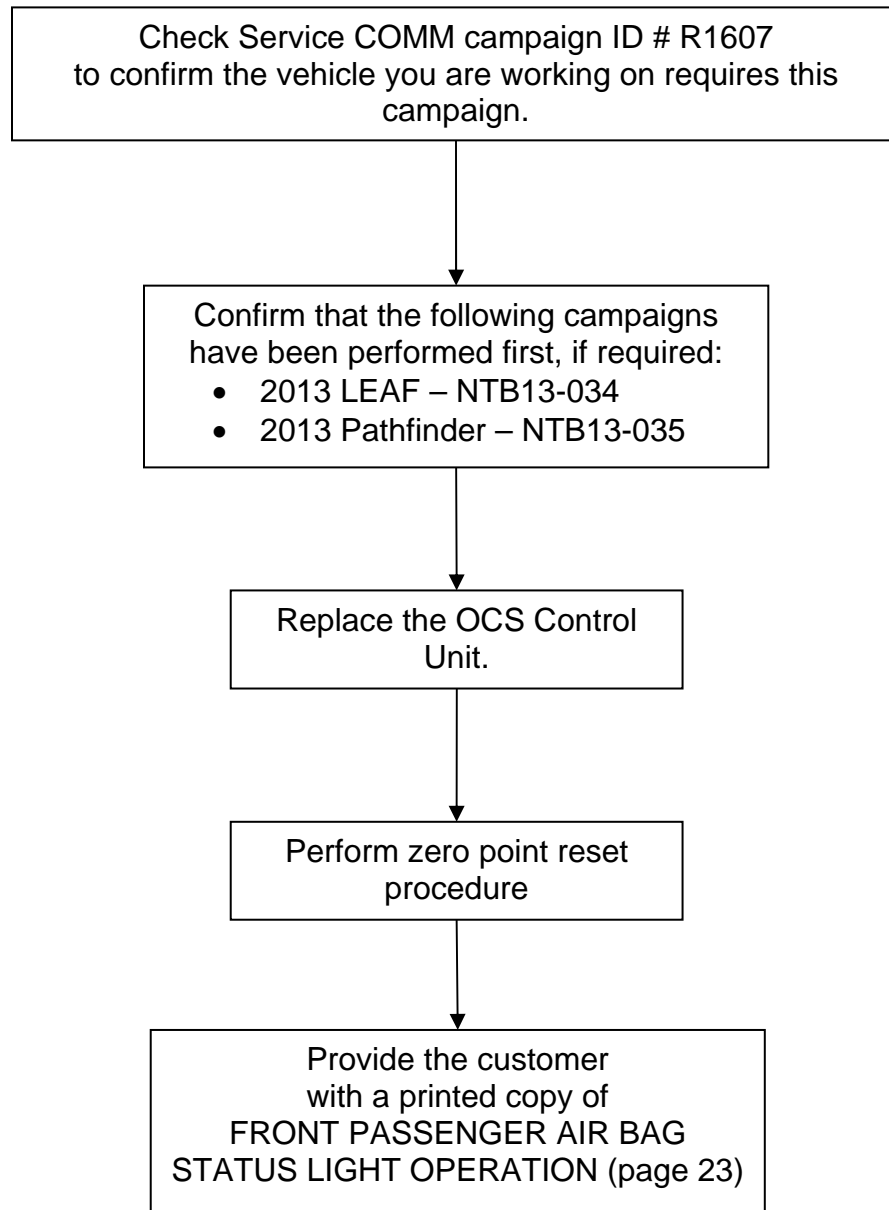 Check Service COMM campaign ID # R1607
to confirm the vehicle you are working on requires this
campaign.
Confirm that the following campaigns
have been performed first, if required:
• 2013 LEAF – NTB13-034
• 2013 Pathfinder – NTB13-035
Replace the OCS Control
Unit.
Perform zero point reset
procedure
Provide the customer
with a printed copy of
FRONT PASSENGER AIR BAG
STATUS LIGHT OPERATION (page 23)